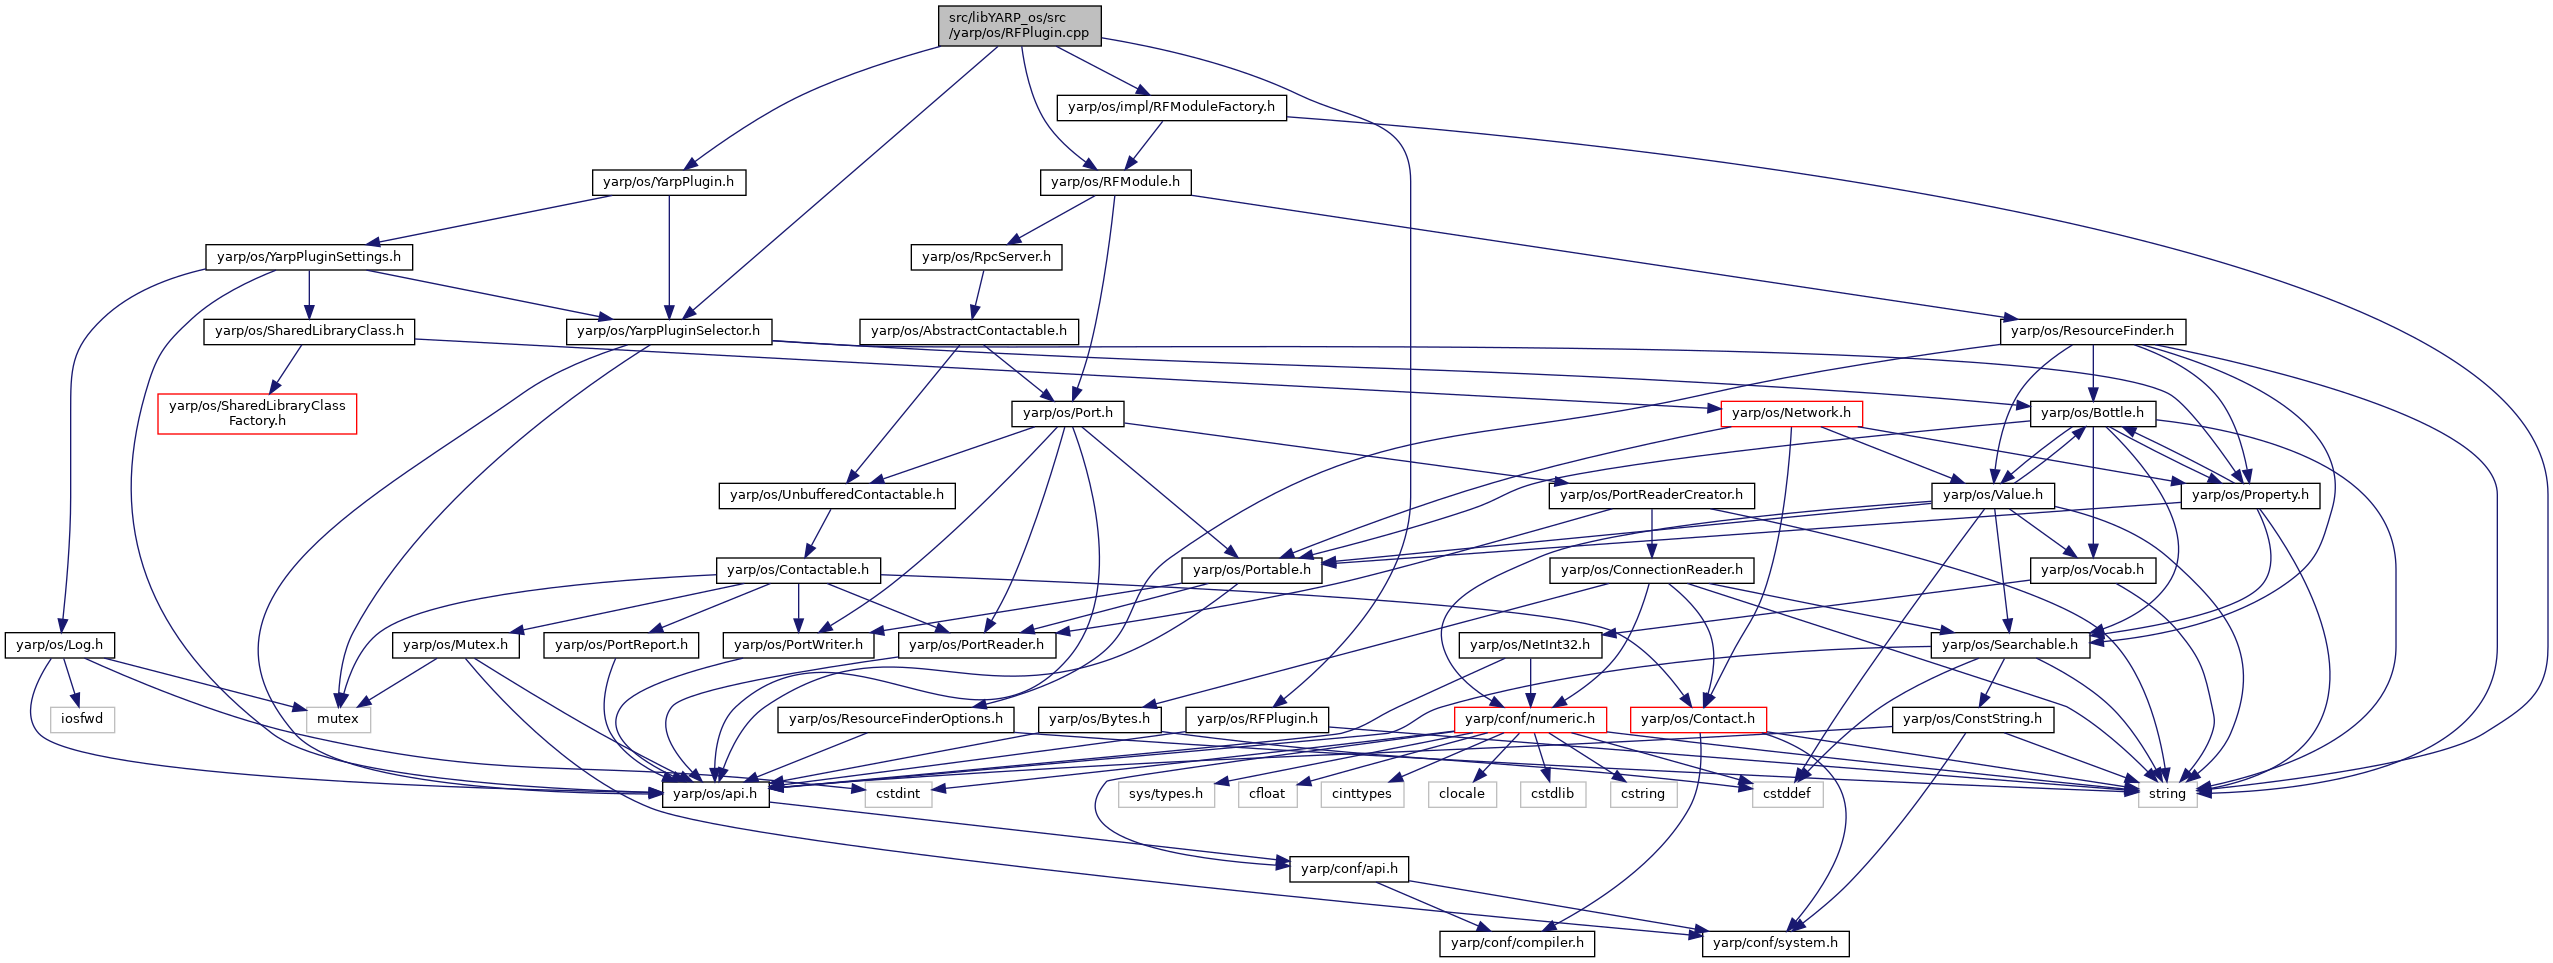 src/libYARP_os/src
/yarp/os/RFPlugin.cpp
yarp/os/impl/RFModuleFactory.h
yarp/os/YarpPlugin.h
yarp/os/RFModule.h
yarp/os/YarpPluginSettings.h
yarp/os/RpcServer.h
yarp/os/SharedLibraryClass.h
yarp/os/YarpPluginSelector.h
yarp/os/AbstractContactable.h
yarp/os/ResourceFinder.h
yarp/os/SharedLibraryClass
Factory.h
yarp/os/Port.h
yarp/os/Network.h
yarp/os/Bottle.h
yarp/os/UnbufferedContactable.h
yarp/os/PortReaderCreator.h
yarp/os/Value.h
yarp/os/Property.h
yarp/os/Contactable.h
yarp/os/Portable.h
yarp/os/ConnectionReader.h
yarp/os/Vocab.h
yarp/os/Log.h
yarp/os/Mutex.h
yarp/os/PortReport.h
yarp/os/PortWriter.h
yarp/os/PortReader.h
yarp/os/NetInt32.h
yarp/os/Searchable.h
iosfwd
mutex
yarp/os/ResourceFinderOptions.h
yarp/os/Bytes.h
yarp/os/RFPlugin.h
yarp/conf/numeric.h
yarp/os/Contact.h
yarp/os/ConstString.h
yarp/os/api.h
cstdint
sys/types.h
cfloat
cinttypes
clocale
cstdlib
cstring
cstddef
string
yarp/conf/api.h
yarp/conf/compiler.h
yarp/conf/system.h